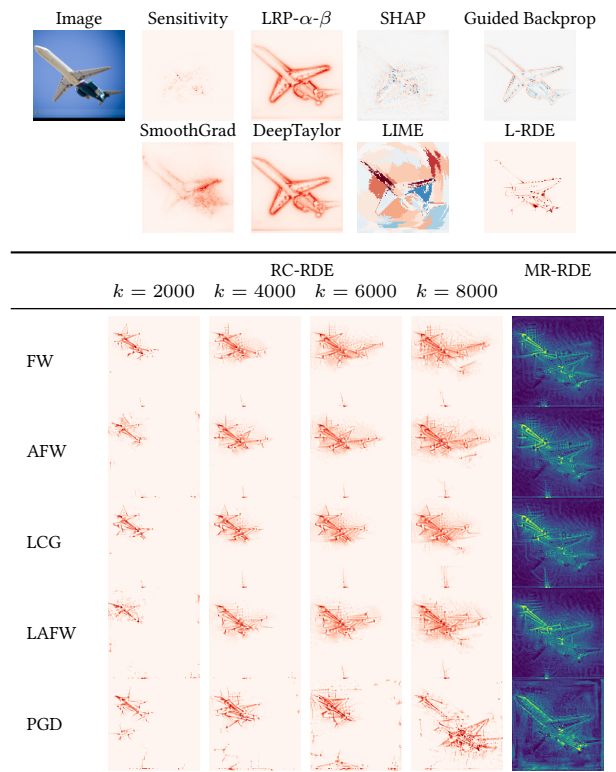 Image Sensitivity LRP-α-β SHAP Guided Backprop
SmoothGrad DeepTaylor LIME L-RDE
RC-RDE MR-RDE
k = 2000 k = 4000 k = 6000 k = 8000
FW
AFW
LCG
LAFW
PGD